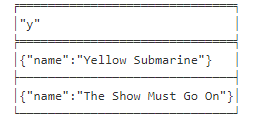 "y"
{"name":"Yellow Submarine"}
{"name":"The Show Must Go On"}